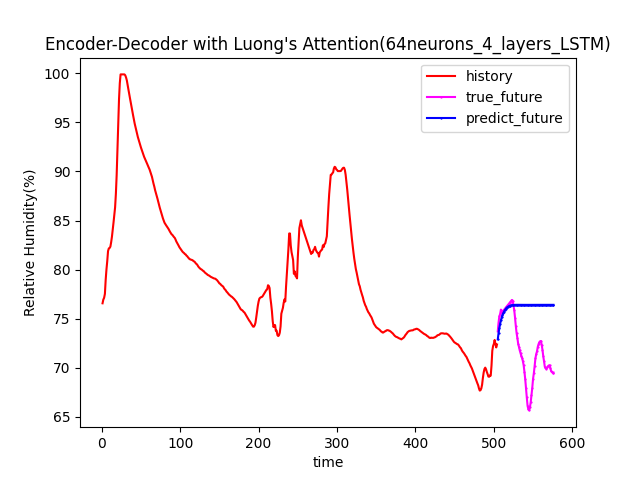 Encoder-Decoder with Luong's Attention(64neurons_4_layers_LSTM)
history
true_future
predict_future
Relative Humidity(%)
100
95
90
85
80
75
70
65
0 100 200 300 400 500 600
time